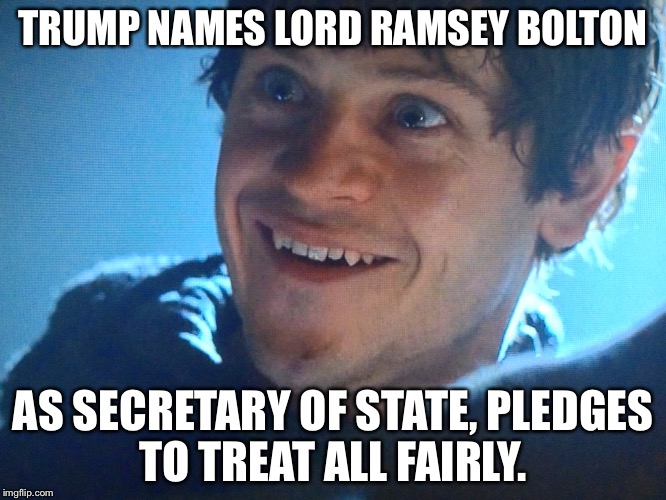 TRUMP NAMES LORD RAMSEY BOLTON
AS SECRETARY OF STATE, PLEDGES
TO TREAT ALL FAIRLY.
imgflip.com